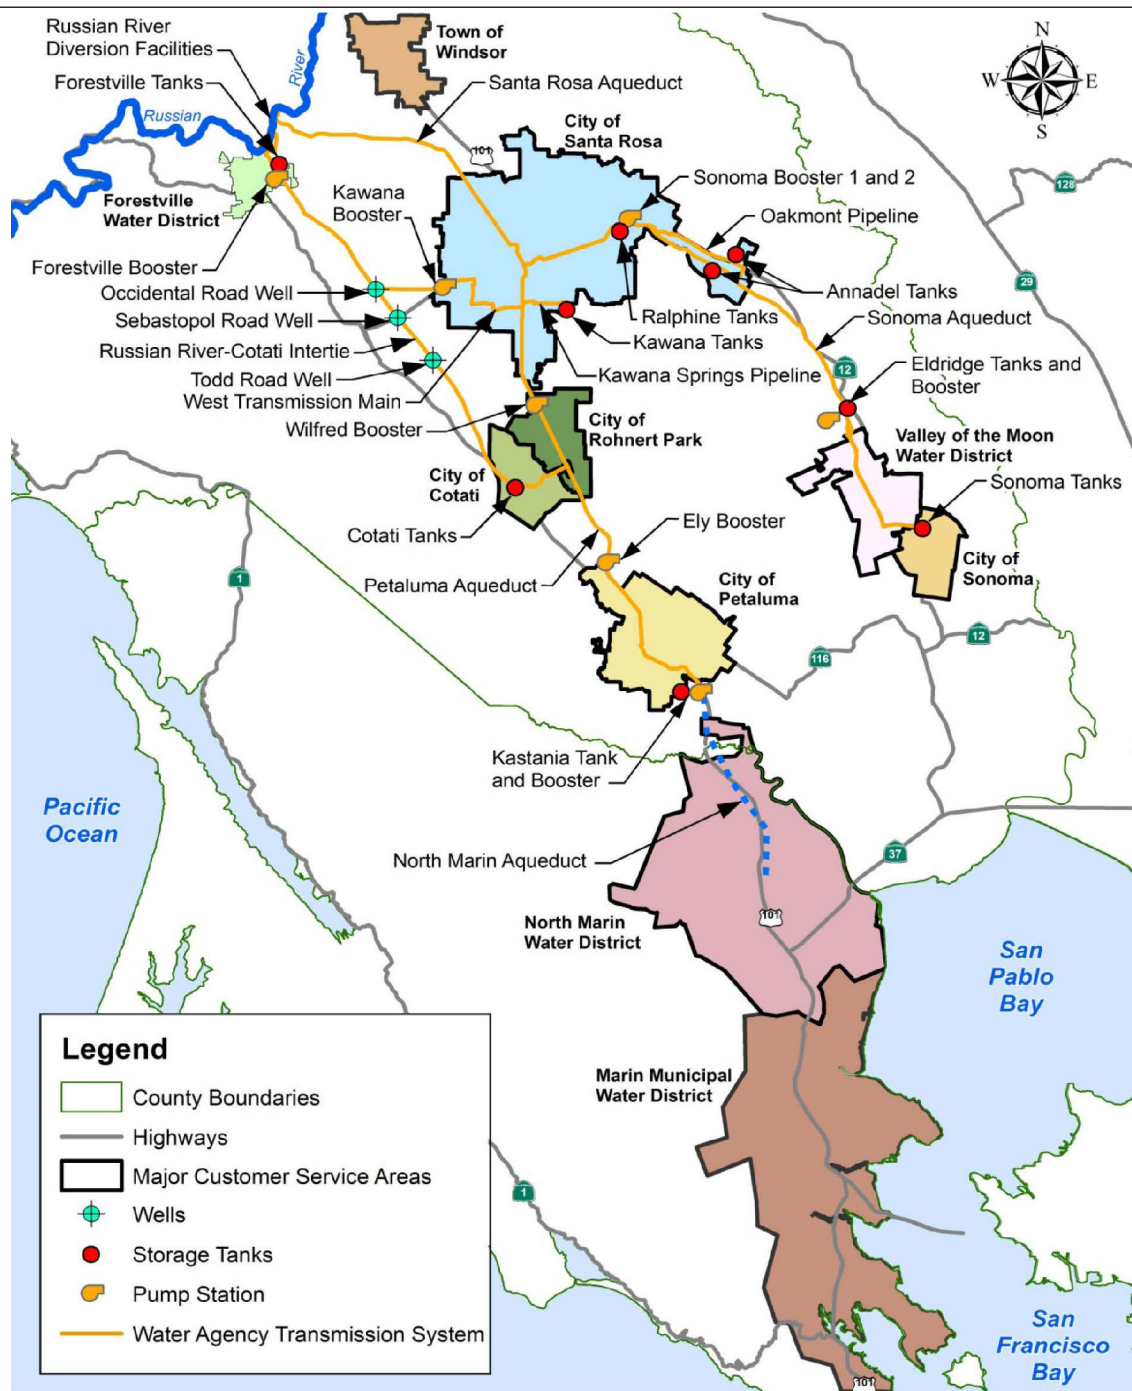 Russian River
Diversion Facilities
Forestville Tanks
River
Russian
Town of
Windsor
Santa Rosa Aqueduct
N
W
E
S
101
City of
Santa Rosa
128
Kawana
Booster
Sonoma Booster 1 and 2
Oakmont Pipeline
Forestville
Water District
Forestville Booster
Occidental Road Well
Sebastopol Road Well
Russian River-Cotati Intertie
Todd Road Well
West Transmission Main
Wilfred Booster
29
Annadel Tanks
Ralphine Tanks
Sonoma Aqueduct
Kawana Tanks
12
Eldridge Tanks and
Booster
Kawana Springs Pipeline
City of
Rohnert Park
Valley of the Moon
Water District
City of
Cotati
Sonoma Tanks
Cotati Tanks
Ely Booster
City of
Sonoma
1
Petaluma Aqueduct
City of
Petaluma
12
116
Kastania Tank
and Booster
Pacific
Ocean
North Marin Aqueduct
37
101
North Marin
Water District
San
Pablo
Bay
Marin Municipal
Water District
Legend
County Boundaries
Highways
Major Customer Service Areas
Wells
Storage Tanks
Pump Station
Water Agency Transmission System
1
San
Francisco
Bay
101